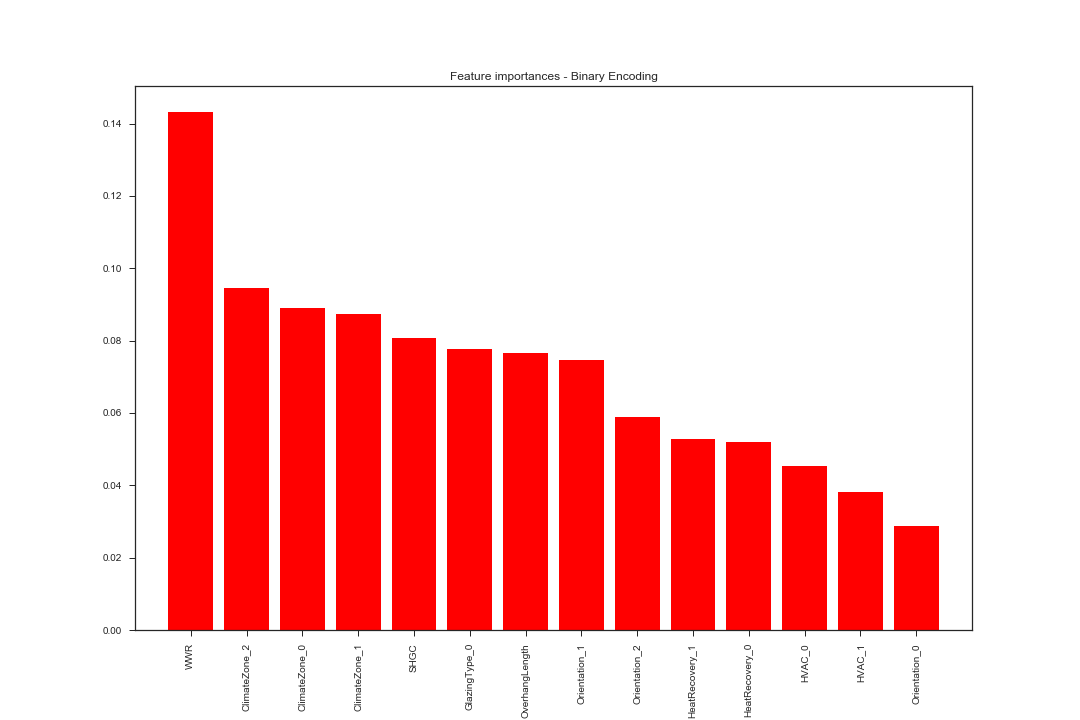 Feature importances - Binary Encoding
0.14
0.12
0.10
0.08
0.06
0.04
0.02
0.00
WWR
ClimateZone_2
ClimateZone_0
ClimateZone_1
SHGC
GlazingType_0
OverhangLength
Orientation_1
Orientation_2
HeatRecovery_1
HeatRecovery_0
HVAC_0
HVAC_1
Orientation_0